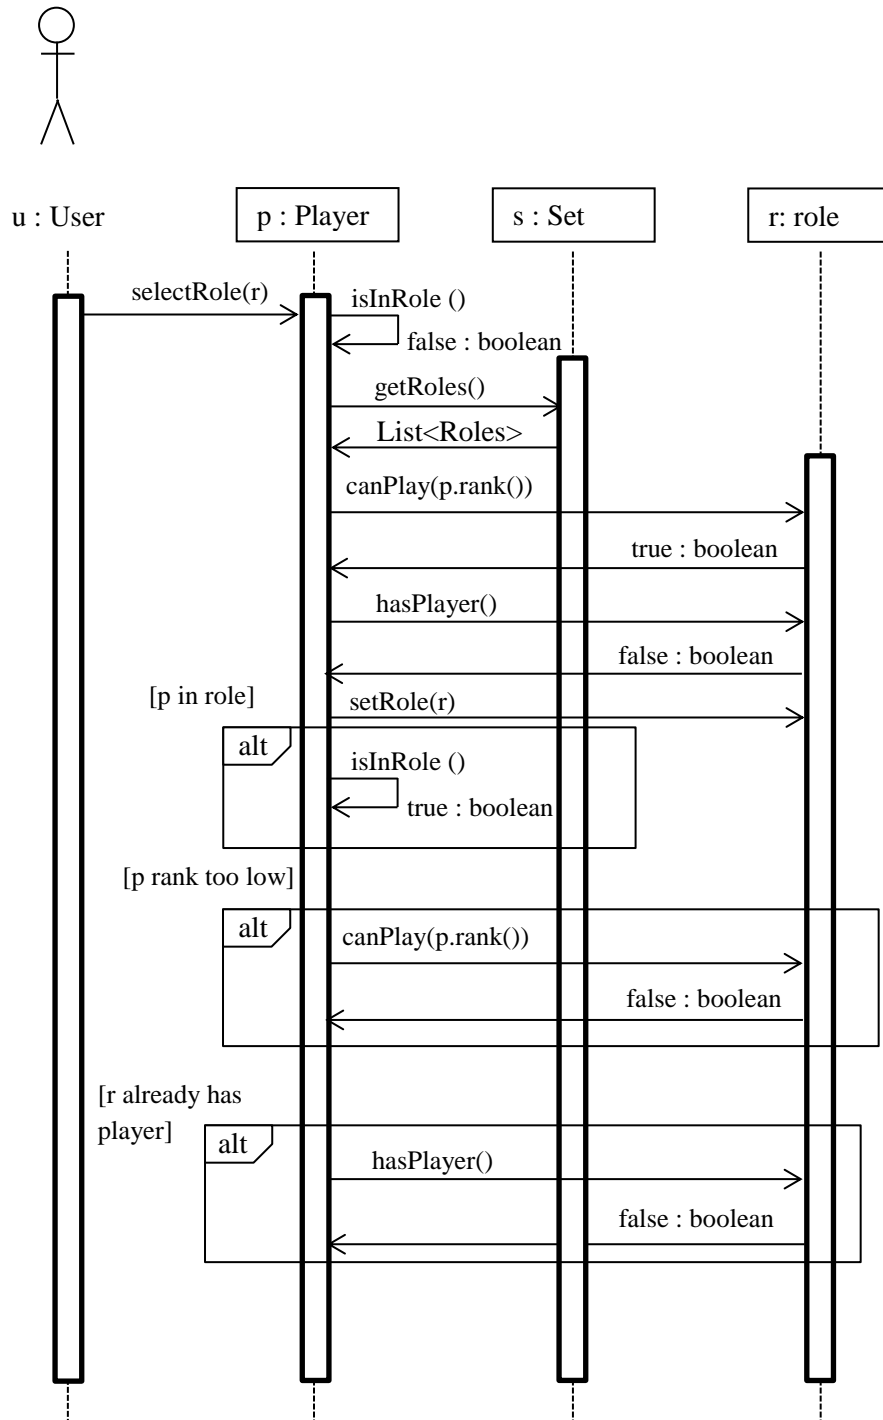 u : User
p : Player
s : Set
r: role
selectRole(r)
isInRole ()
false : boolean
getRoles()
List<Roles>
canPlay(p.rank())
true : boolean
hasPlayer()
false : boolean
[p in role]
setRole(r)
alt
isInRole ()
true : boolean
[p rank too low]
alt
canPlay(p.rank())
false : boolean
[r already has
player]
alt
hasPlayer()
false : boolean